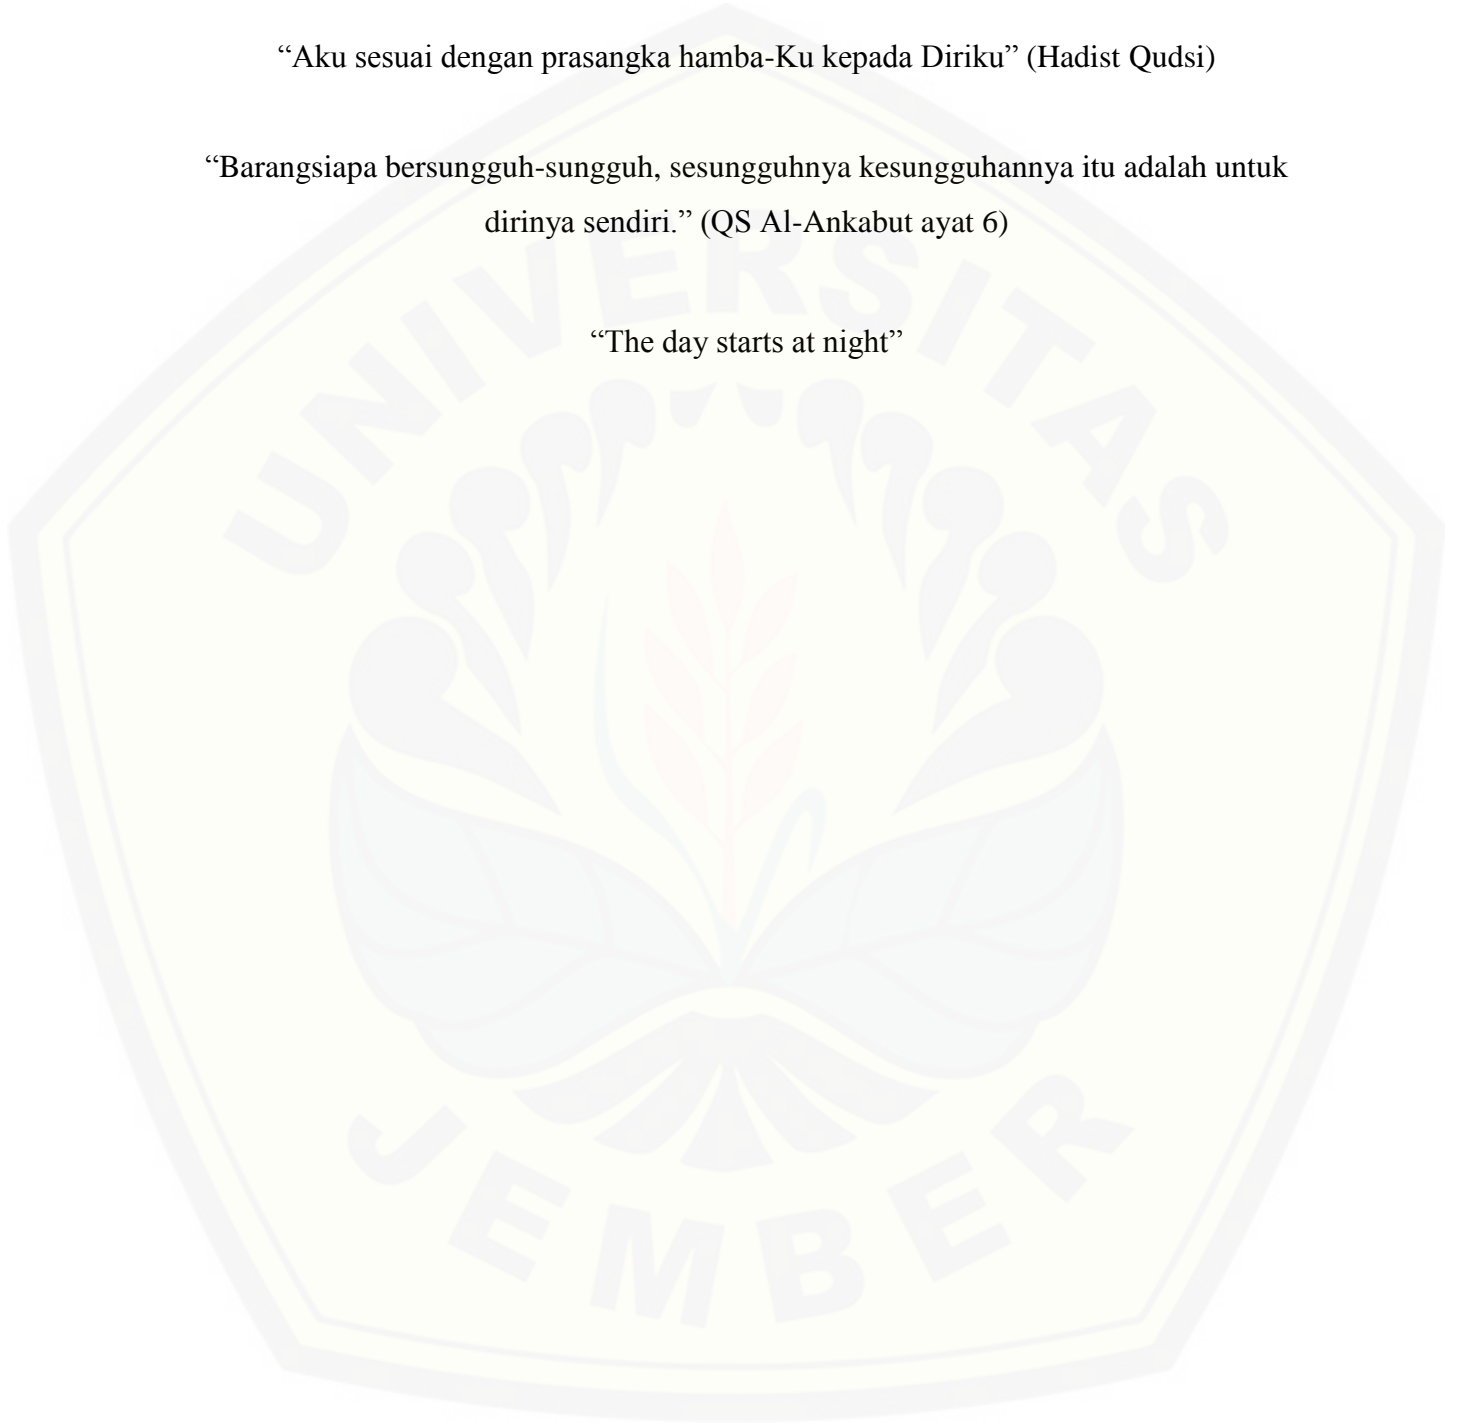 “Aku sesuai dengan prasangka hamba-Ku kepada Diriku” (Hadist Qudsi)
“Barangsiapa bersungguh-sungguh, sesungguhnya kesungguhannya itu adalah untuk
dirinya sendiri.” (QS Al-Ankabut ayat 6)
“The day starts at night”
UNIVERSITAS
JEMBER